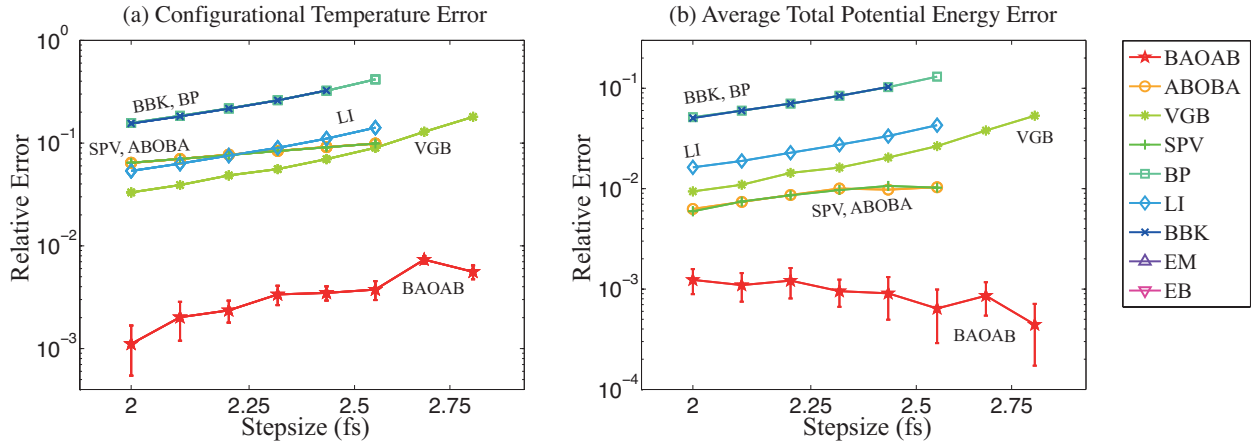 (a) Configurational Temperature Error
(b) Average Total Potential Energy Error
Relative Error
10^0
10^-1
10^-2
10^-3
BBK, BP
SPV, ABOBA
LI
VGB
BAOAB
2
2.25
2.5
2.75
Stepsize (fs)
Relative Error
10^-1
10^-2
10^-3
10^-4
BBK, BP
LI
VGB
SPV, ABOBA
BAOAB
2
2.25
2.5
2.75
Stepsize (fs)
BAOAB
ABOBA
VGB
SPV
BP
LI
BBK
EM
EB